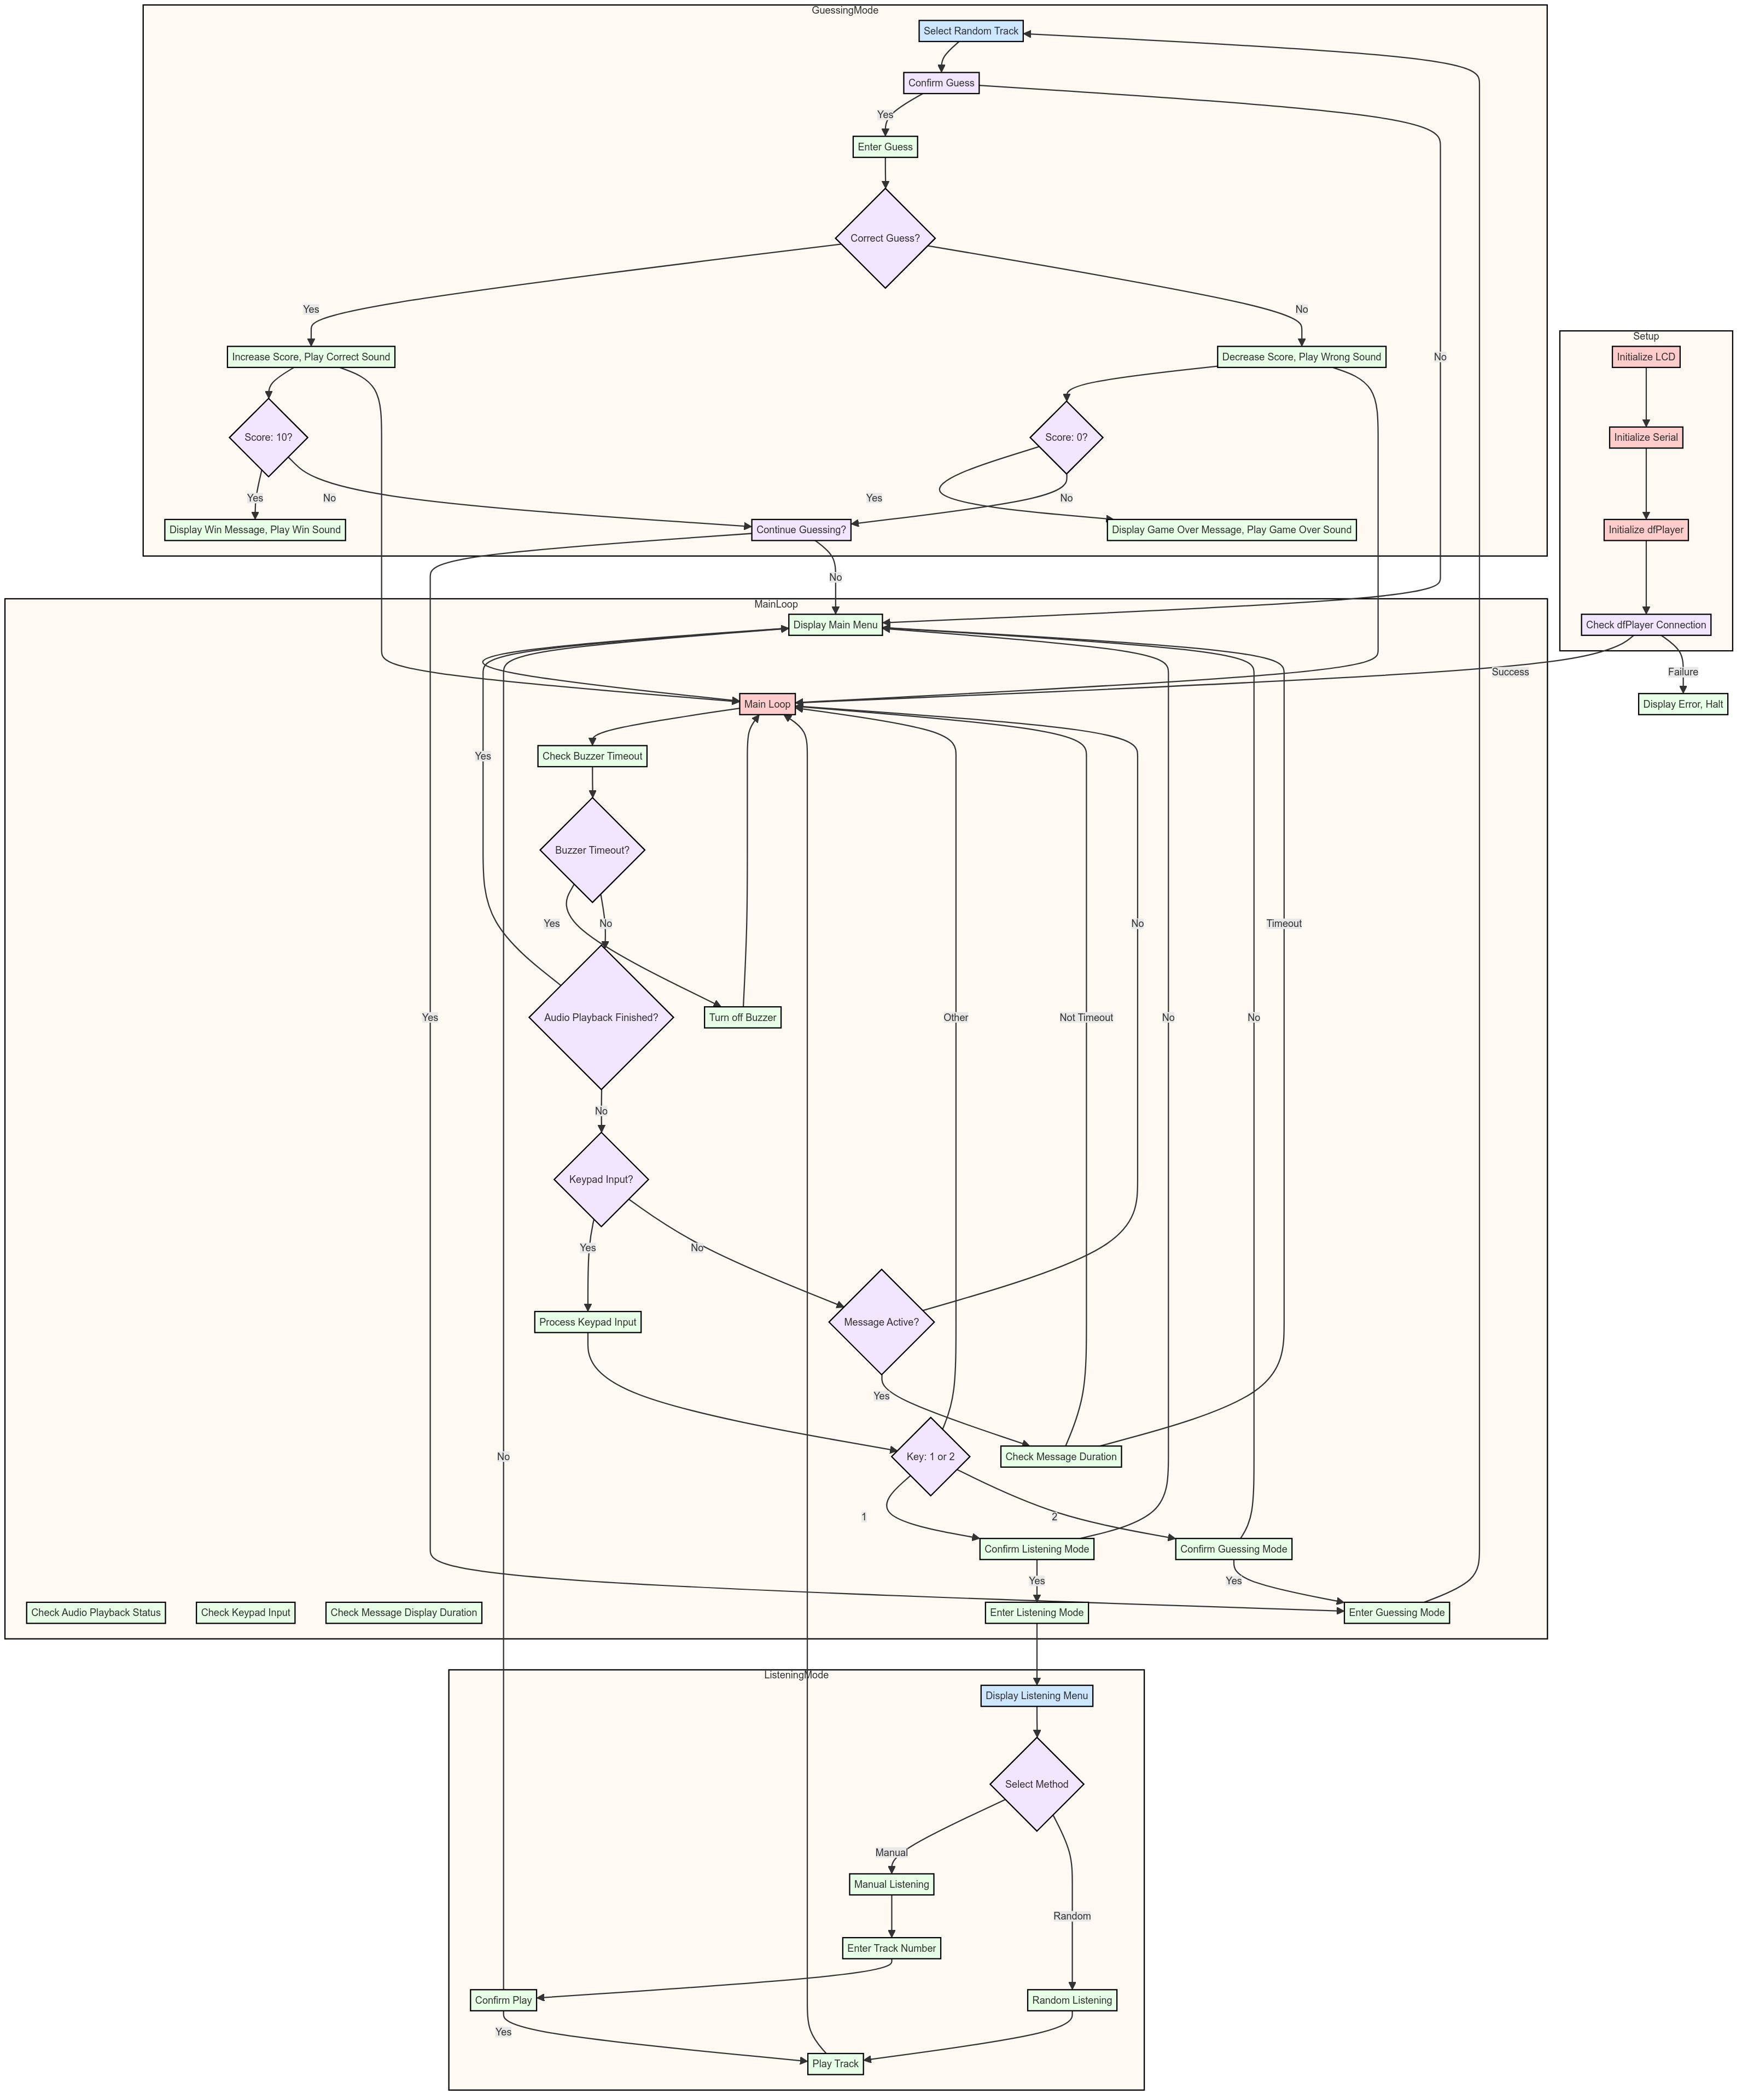 GuessingMode
Select Random Track
Confirm Guess
Yes
Enter Guess
Correct Guess?
Yes
No
Increase Score, Play Correct Sound
Decrease Score, Play Wrong Sound
No
Score: 10?
Score: 0?
Yes
No
Yes
No
Display Win Message, Play Win Sound
Continue Guessing?
Display Game Over Message, Play Game Over Sound
No
Setup
Initialize LCD
Initialize Serial
Initialize dfPlayer
Check dfPlayer Connection
Success
Failure
Display Error, Halt
MainLoop
Display Main Menu
Main Loop
Yes
Check Buzzer Timeout
Buzzer Timeout?
Yes
No
No
Timeout
Yes
Audio Playback Finished?
Turn off Buzzer
Other
Not Timeout
No
No
No
Keypad Input?
Yes
No
Process Keypad Input
Message Active?
Yes
No
Key: 1 or 2
Check Message Duration
1
2
Confirm Listening Mode
Confirm Guessing Mode
Yes
Yes
Check Audio Playback Status
Check Keypad Input
Check Message Display Duration
Enter Listening Mode
Enter Guessing Mode
ListeningMode
Display Listening Menu
Select Method
Manual
Manual Listening
Random
Enter Track Number
Confirm Play
Random Listening
Yes
Play Track